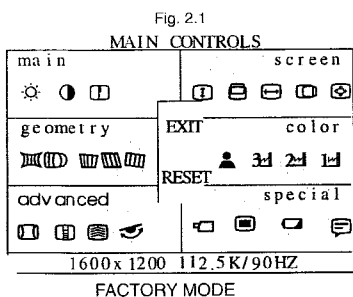 Fig. 2.1
MAIN CONTROLS
main
screen
geometry
EXIT
color
RESET
advanced
special
1600x1200 112.5K/90HZ
FACTORY MODE